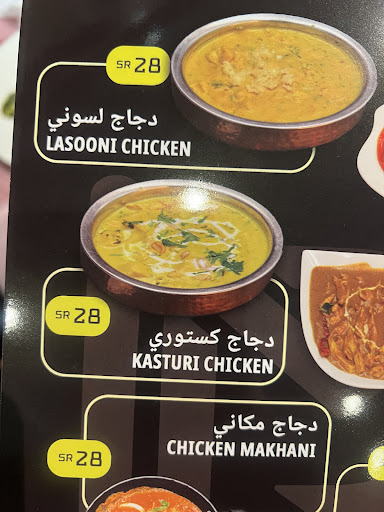 SR 28
دجاج لسوني
LASOONI CHICKEN
SR 28
دجاج كستوري
KASTURI CHICKEN
دجاج مكاني
CHICKEN MAKHANI
SR 28